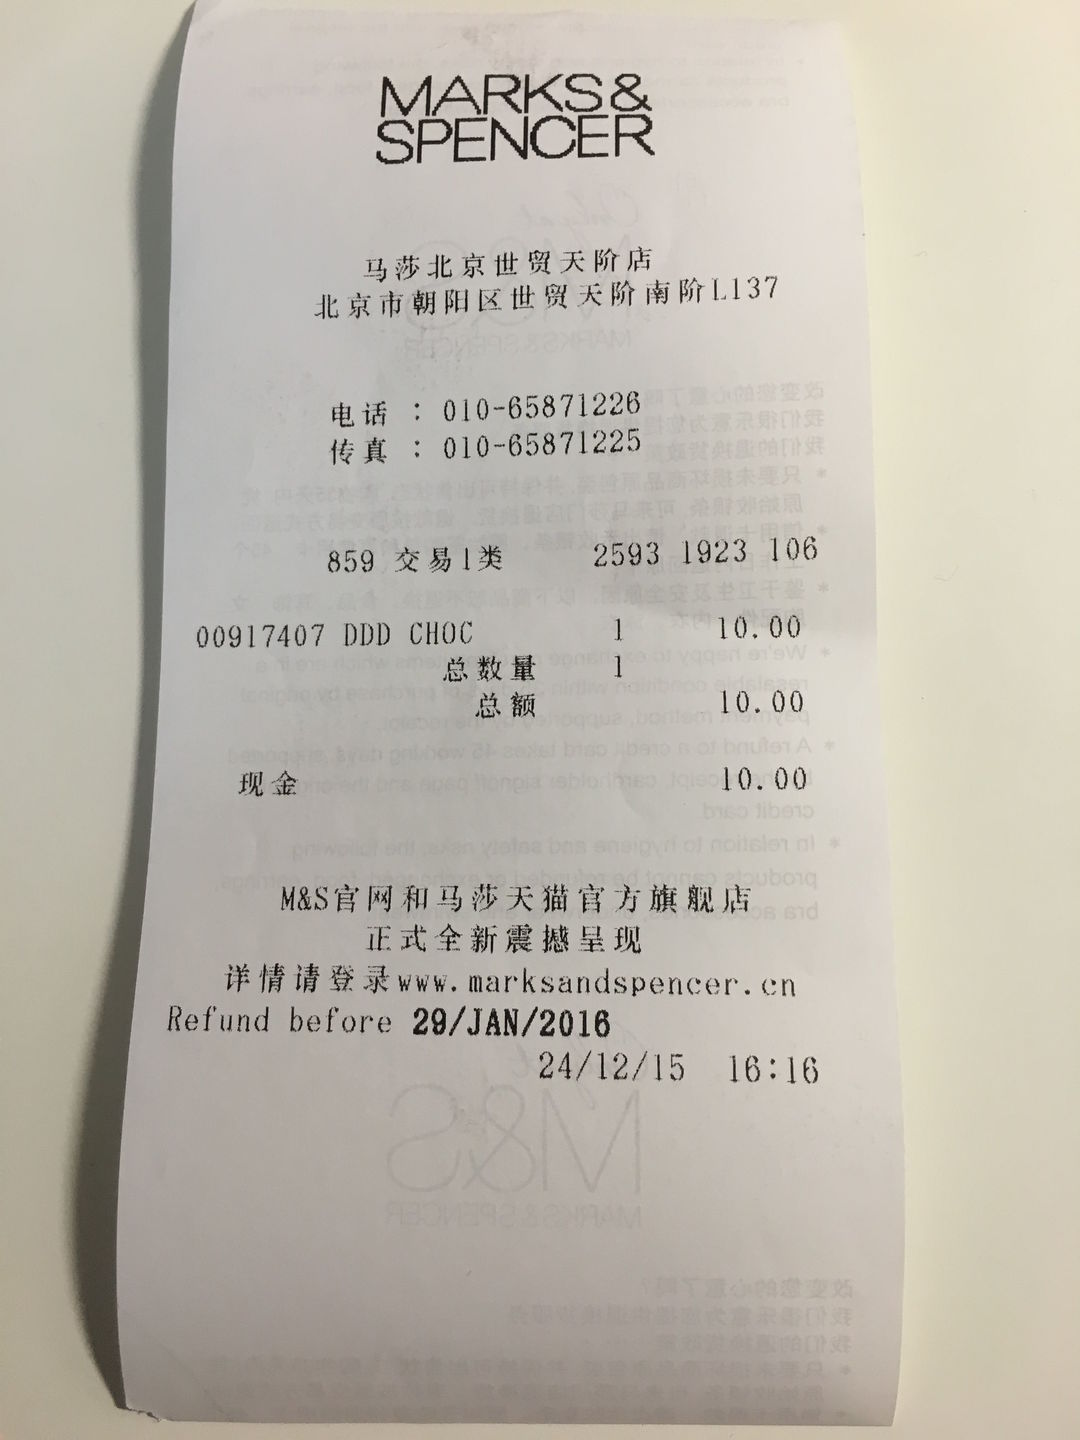 MARKS&
SPENCER
马莎北京世贸天阶店
北京市朝阳区世贸天阶南阶L137
电话 : 010-65871226
传真 : 010-65871225
859 交易1类 2593 1923 106
00917407 DDD CHOC 1 10.00
总数量 1
总额 10.00
现金 10.00
M&S官网和马莎天猫官方旗舰店
正式全新震撼呈现
详情请登录www.marksandspencer.cn
Refund before 29/JAN/2016
24/12/15 16:16